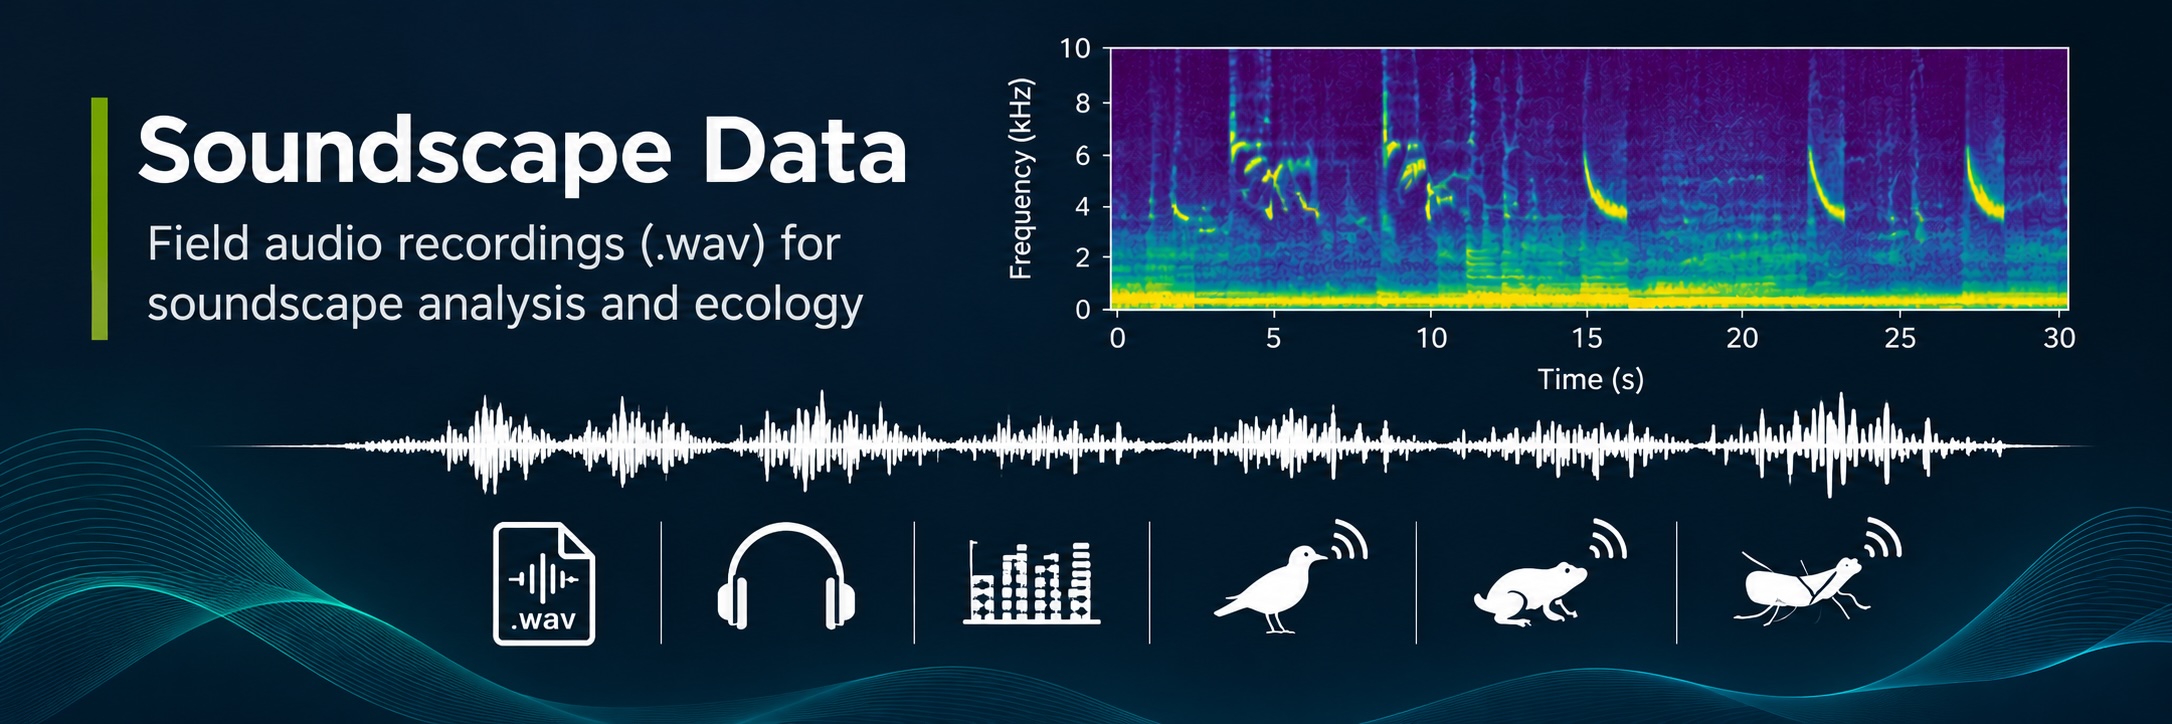 Soundscape Data
Field audio recordings (.wav) for
soundscape analysis and ecology
Frequency (kHz)
10
8
6
4
2
0
0 5 10 15 20 25 30
Time (s)
.wav